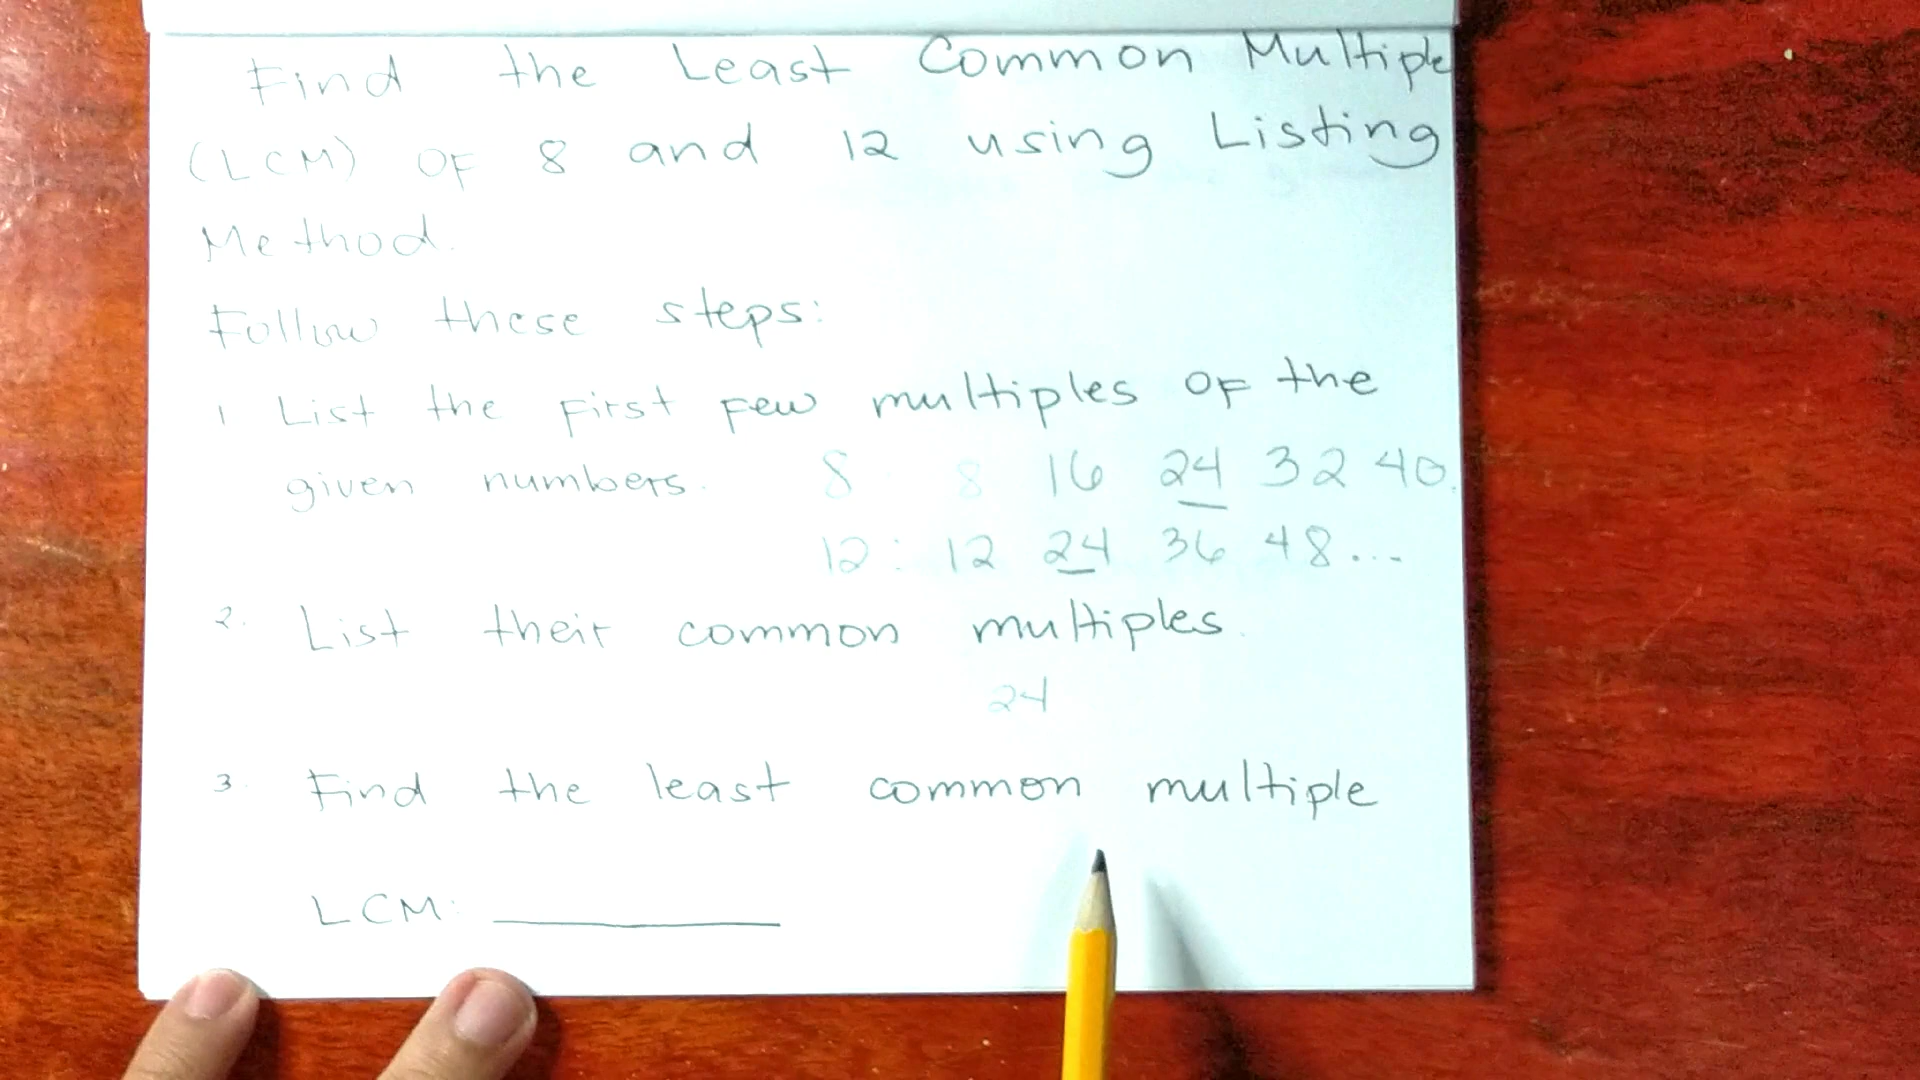 Find the Least Common Multiple
(LCM) OF 8 and 12 using Listing
Method.
Follow these steps:
1 List the first few multiples of the
given numbers. 8 8 16 24 32 40.
12: 12 24 36 48...
2. List their common multiples.
24
3. Find the least common multiple
LCM: